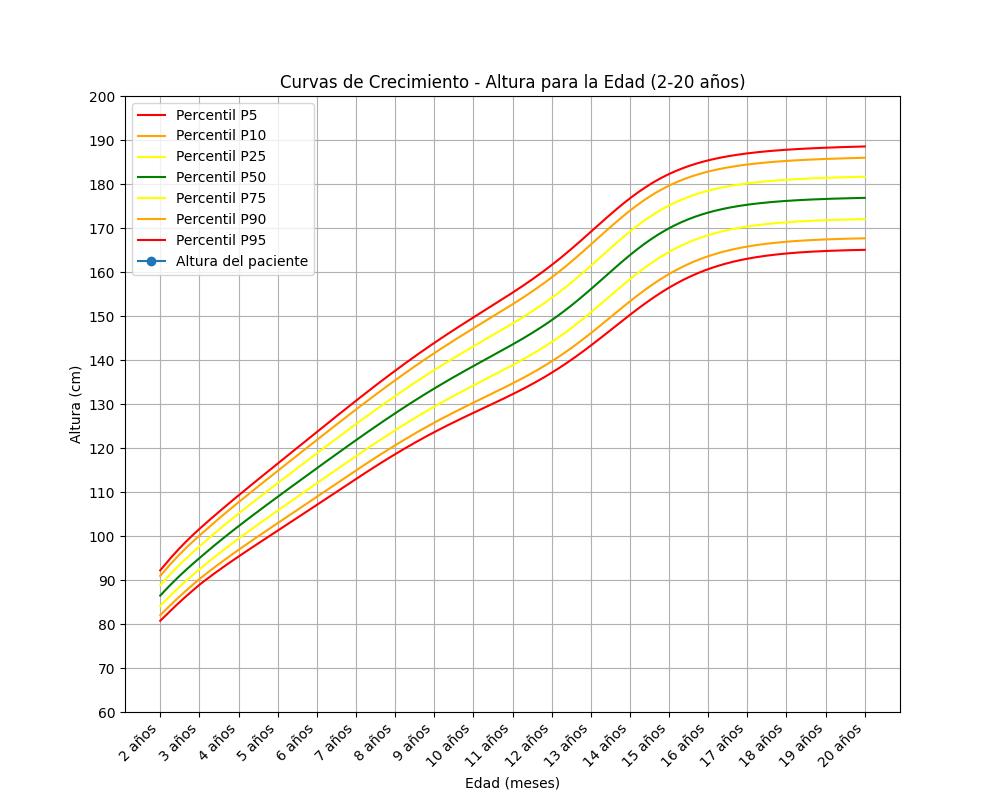 Curvas de Crecimiento - Altura para la Edad (2-20 años)
Percentil P5
Percentil P10
Percentil P25
Percentil P50
Percentil P75
Percentil P90
Percentil P95
Altura del paciente
Altura (cm)
200
190
180
170
160
150
140
130
120
110
100
90
80
70
60
2 años
3 años
4 años
5 años
6 años
7 años
8 años
9 años
10 años
11 años
12 años
13 años
14 años
15 años
16 años
17 años
18 años
19 años
20 años
Edad (meses)